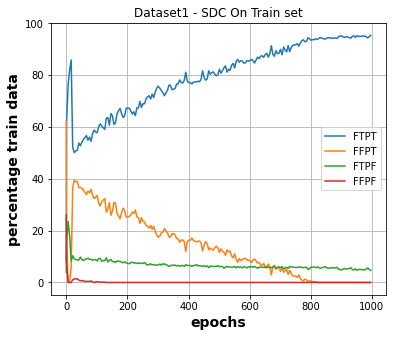 Dataset1 - SDC On Train set
percentage train data
100
80
60
40
20
0
FTPT
FFPT
FTPF
FFPF
0
200
400
600
800
1000
epochs